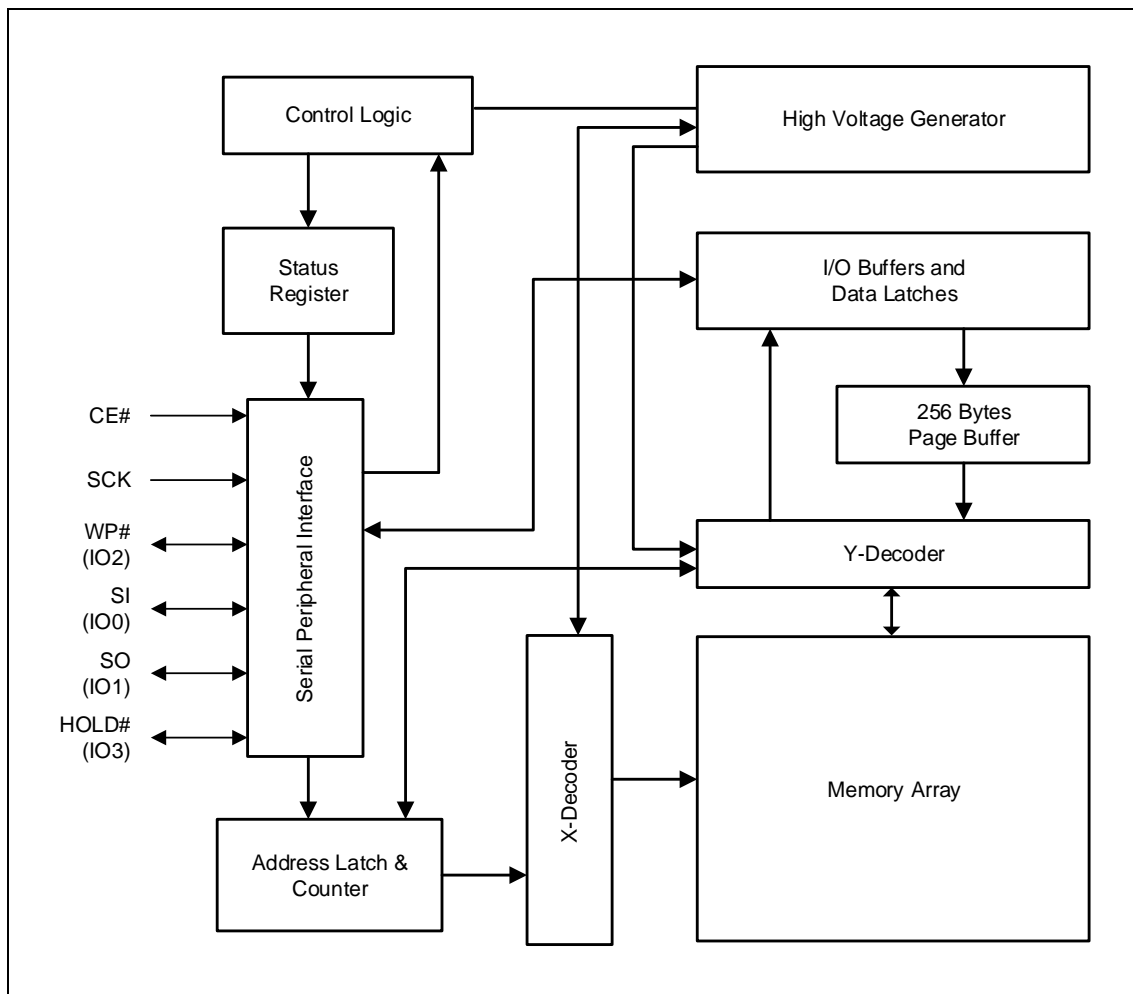 Control Logic
High Voltage Generator
Status
Register
I/O Buffers and
Data Latches
256 Bytes
Page Buffer
CE#
SCK
WP#
(IO2)
SI
(IO0)
SO
(IO1)
HOLD#
(IO3)
Serial Peripheral Interface
Y-Decoder
X-Decoder
Memory Array
Address Latch &
Counter